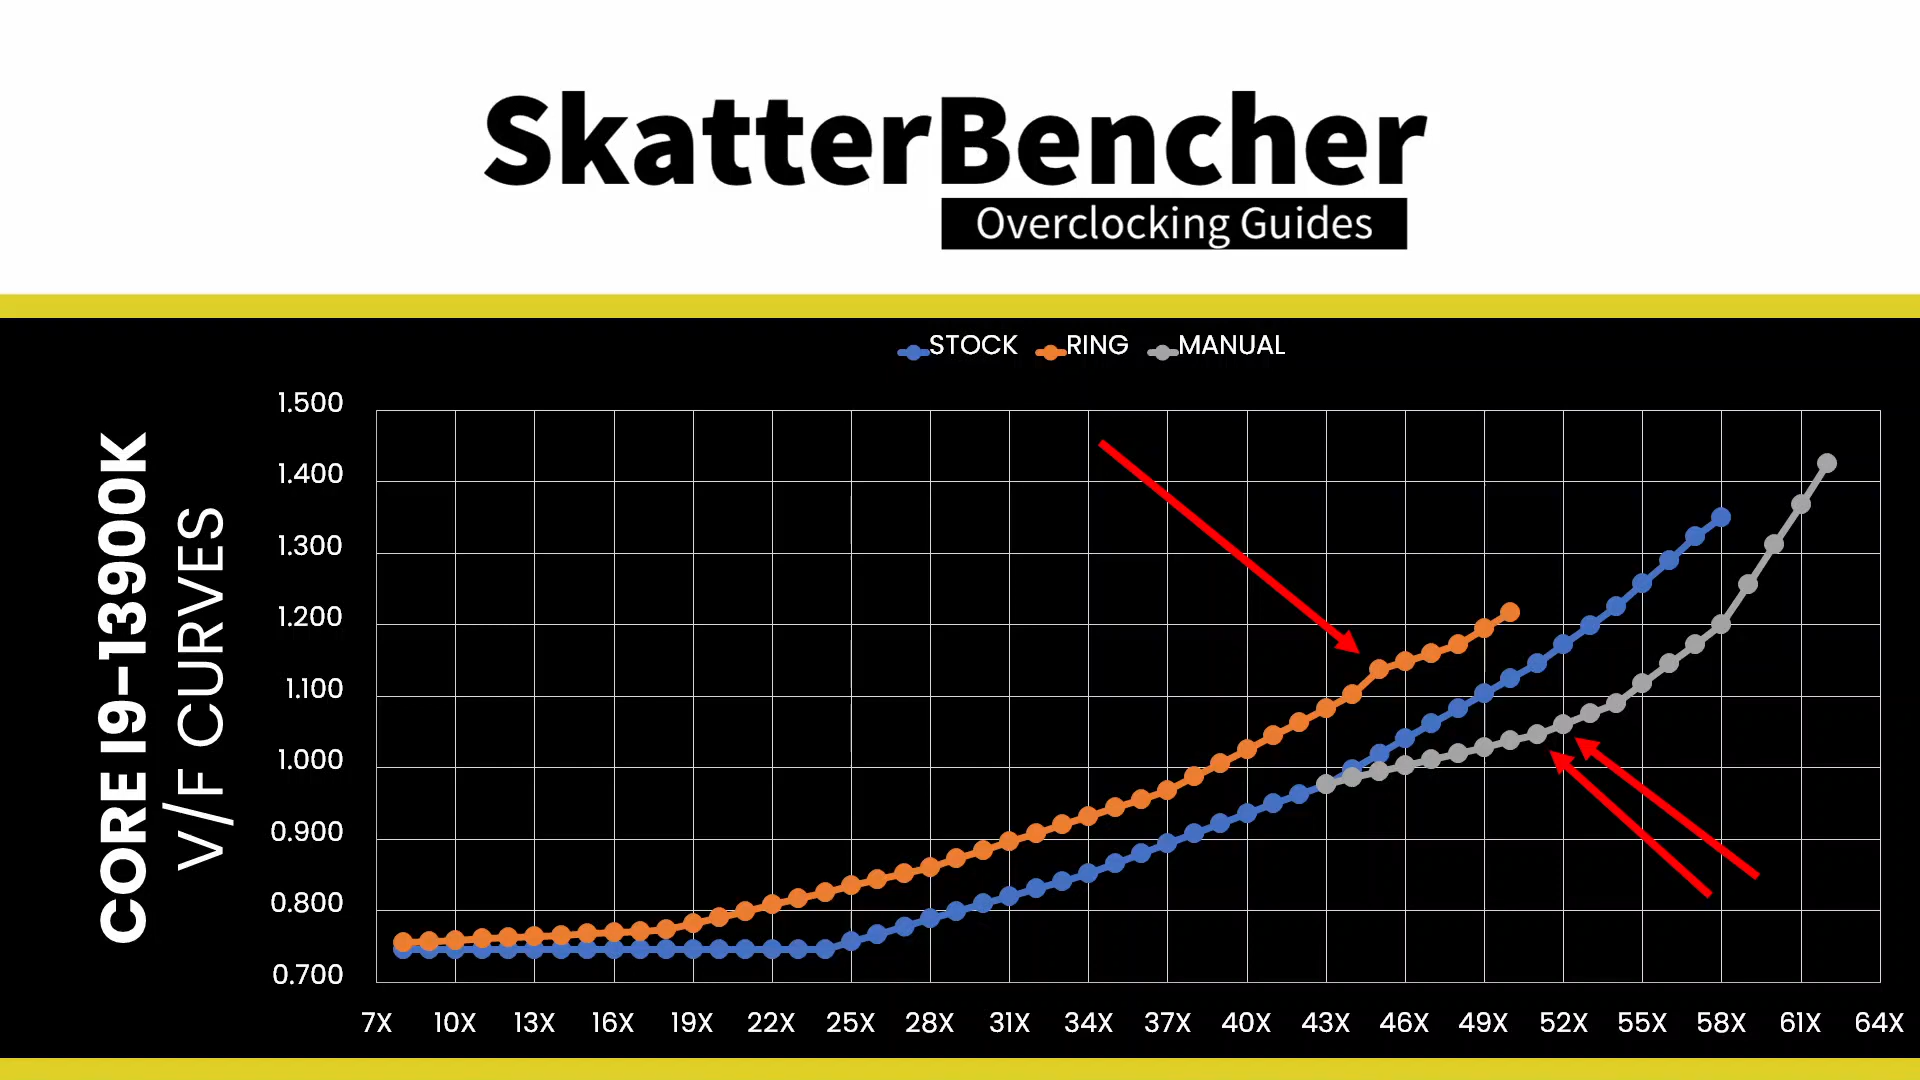 SkatterBencher
Overclocking Guides
STOCK RING MANUAL
CORE I9-13900K
V/F CURVES
1.500
1.400
1.300
1.200
1.100
1.000
0.900
0.800
0.700
7X 10X 13X 16X 19X 22X 25X 28X 31X 34X 37X 40X 43X 46X 49X 52X 55X 58X 61X 64X